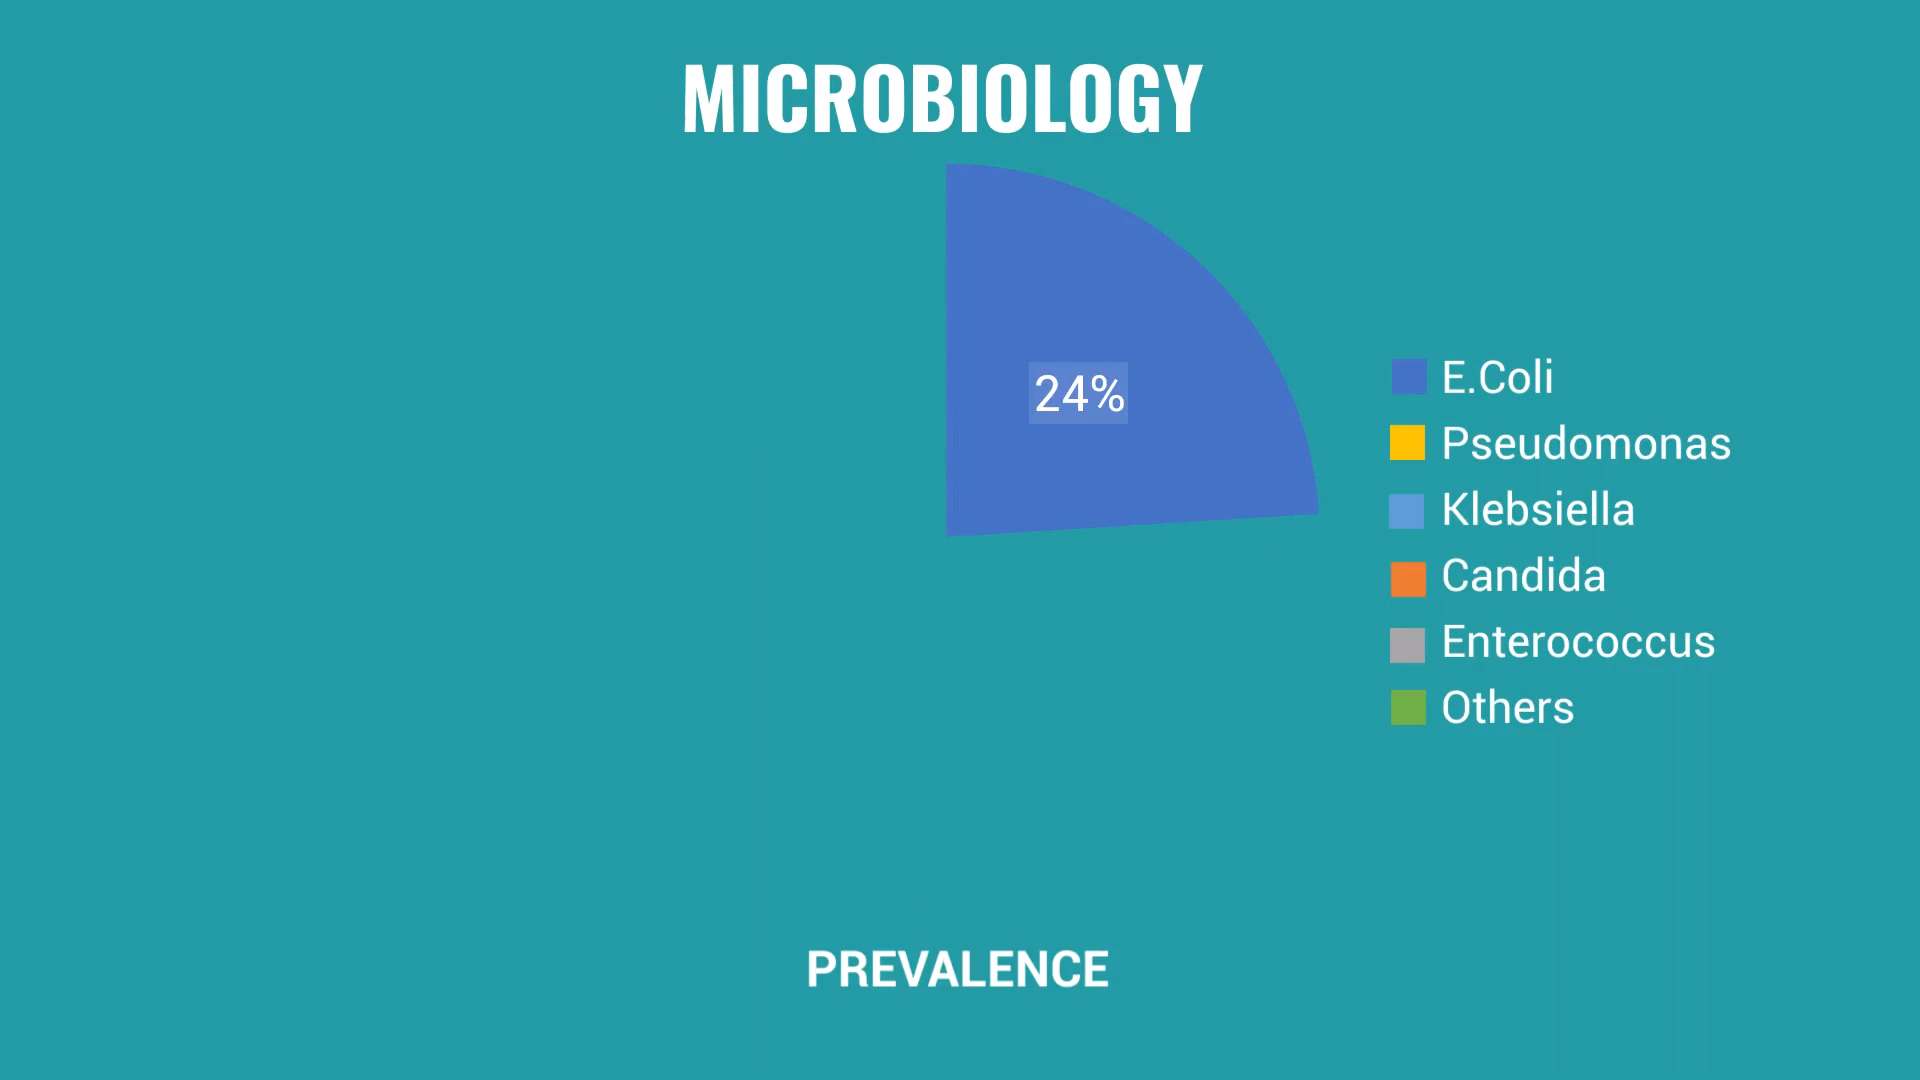 MICROBIOLOGY
24%
E.Coli
Pseudomonas
Klebsiella
Candida
Enterococcus
Others
PREVALENCE